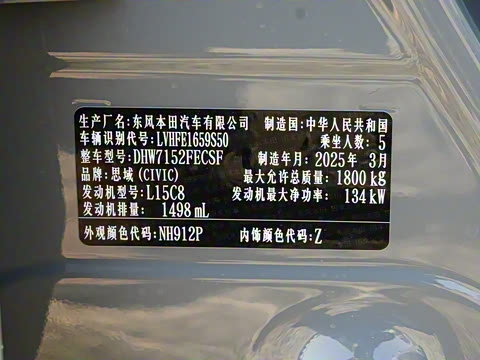 生产厂名:东风本田汽车有限公司 制造国:中华人民共和国
车辆识别代号:LVHFE1659S50 乘坐人数: 5
整车型号:DHW7152FECSF 制造年月: 2025年 3月
品牌: 思域 (CIVIC) 最大允许总质量: 1800 kg
发动机型号: L15C8 发动机最大净功率: 134 kW
发动机排量: 1498 mL
外观颜色代码: NH912P 内饰颜色代码: Z